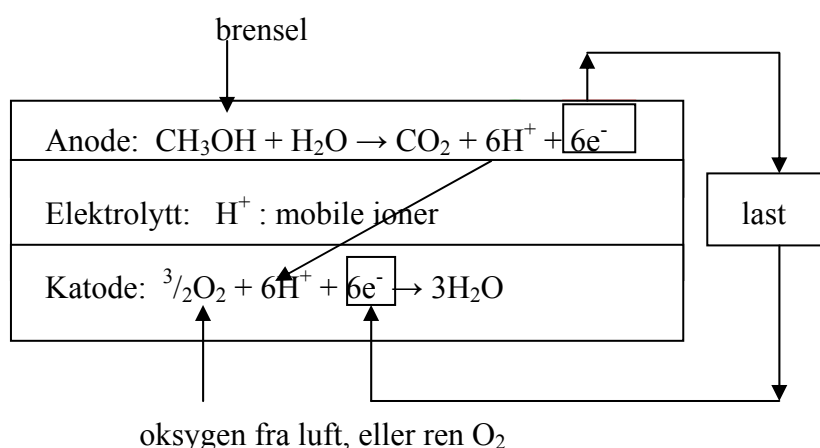 brensel
Anode: CH₃OH + H₂O → CO₂ + 6H⁺ + 6e⁻
Elektrolytt: H⁺ : mobile ioner
last
Katode: ³/₂O₂ + 6H⁺ + 6e⁻ → 3H₂O
oksygen fra luft, eller ren O₂